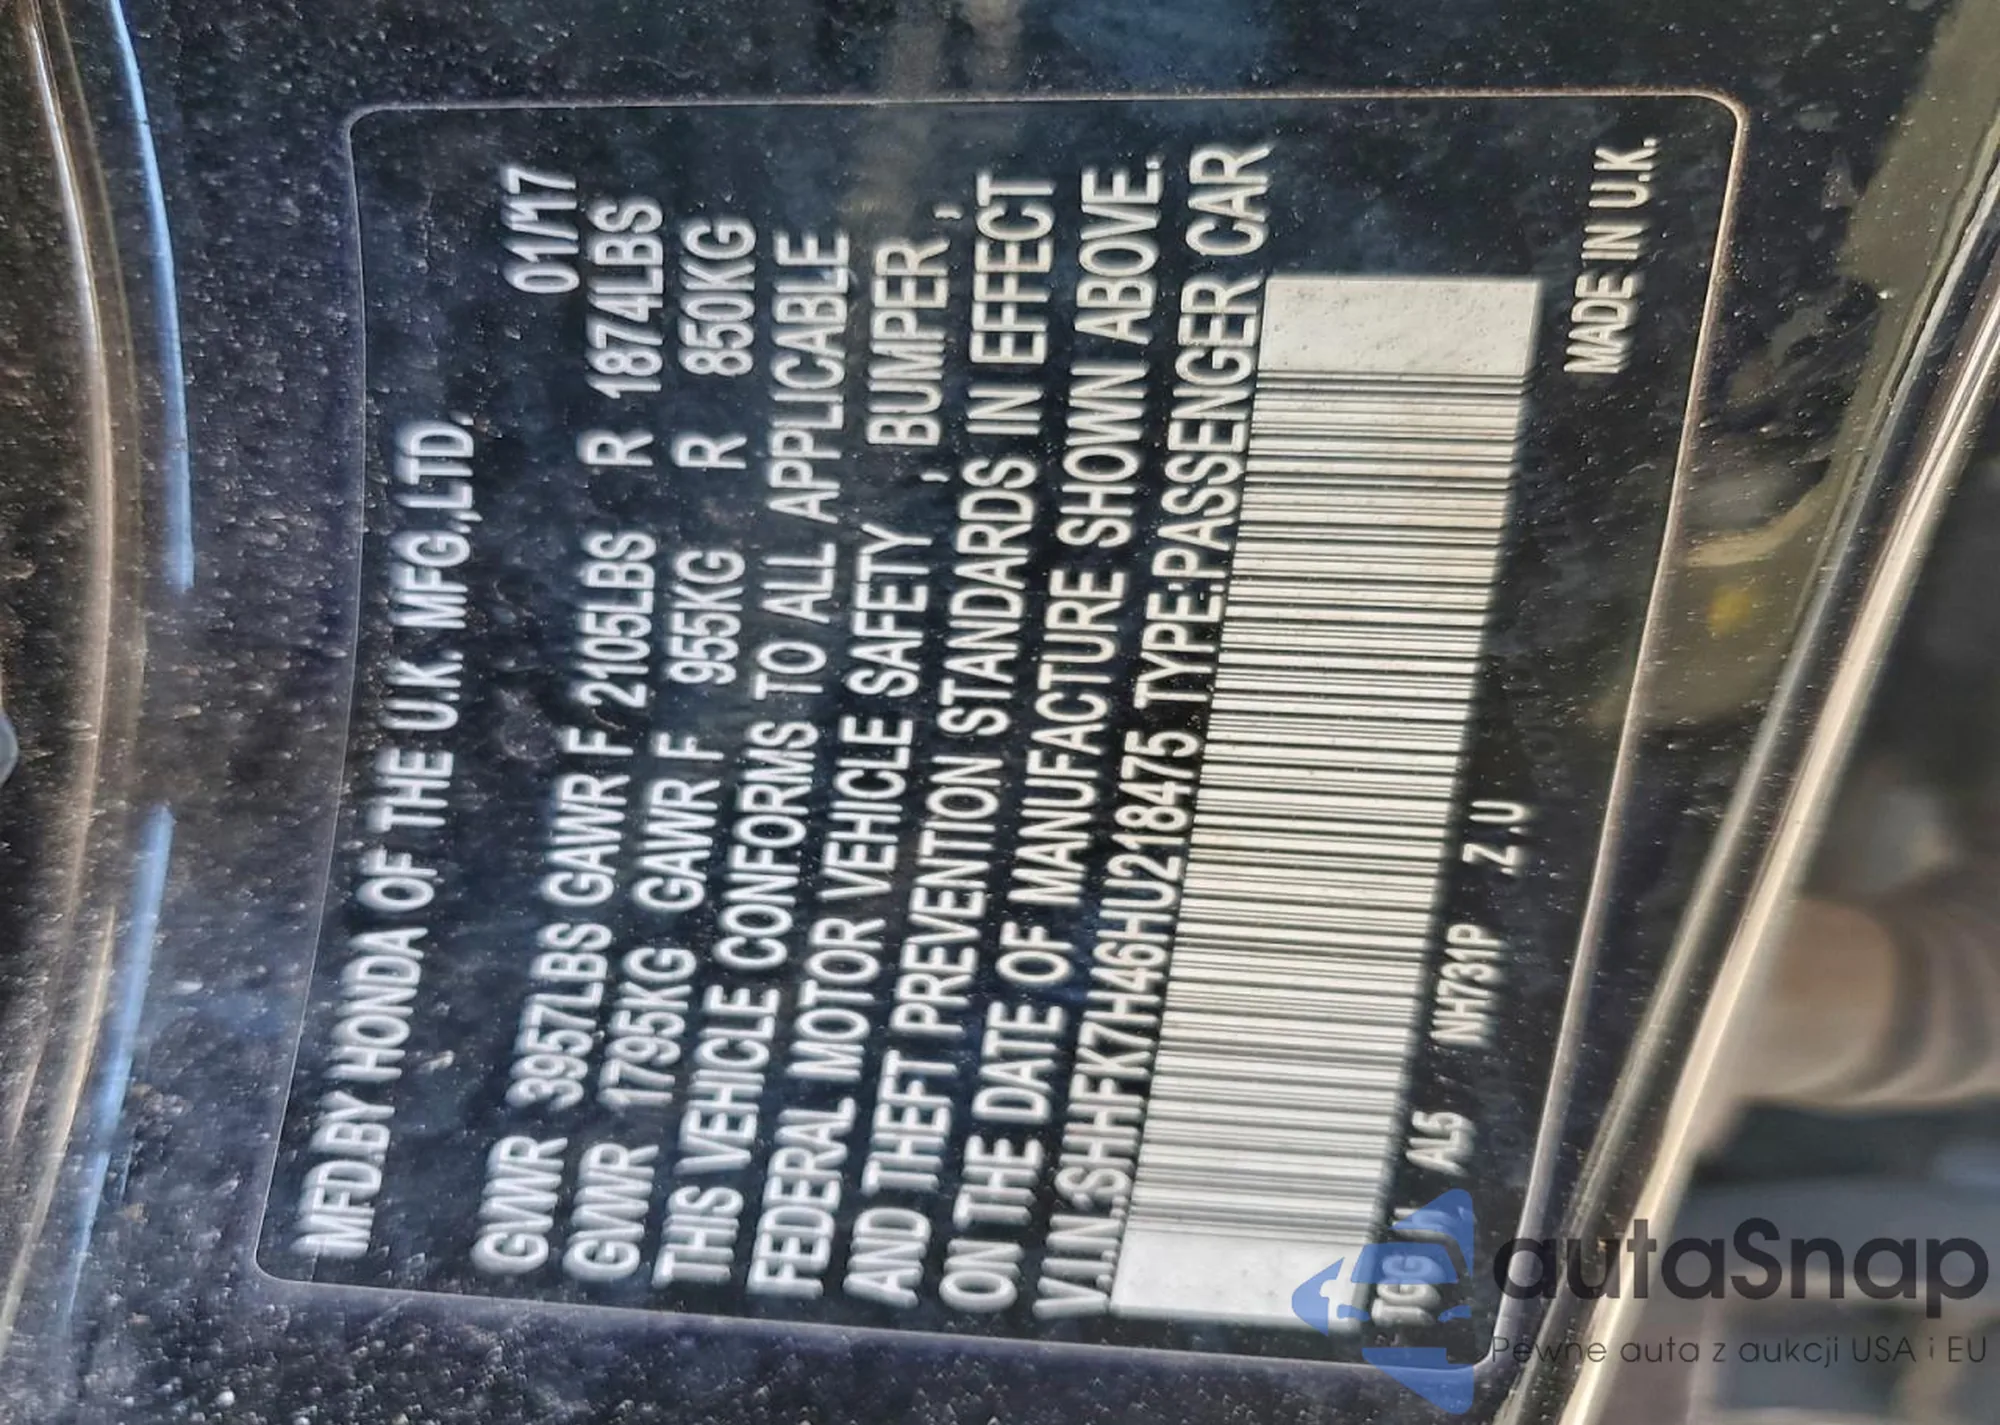 MFD.BY HONDA OF THE U.K. MFG.,LTD.
01/17
GVWR 3957LBS GAWR F 2105LBS R 1874LBS
GVWR 1795KG GAWR F 955KG R 850KG
THIS VEHICLE CONFORMS TO ALL APPLICABLE
FEDERAL MOTOR VEHICLE SAFETY , BUMPER ,
AND THEFT PREVENTION STANDARDS IN EFFECT
ON THE DATE OF MANUFACTURE SHOWN ABOVE.
V.I.N.:SHHFK7H46HU218475 TYPE:PASSENGER CAR
TGG AL5 NH731P .Z.U
MADE IN U.K.
autaSnap
Pewne auta z aukcji USA i EU